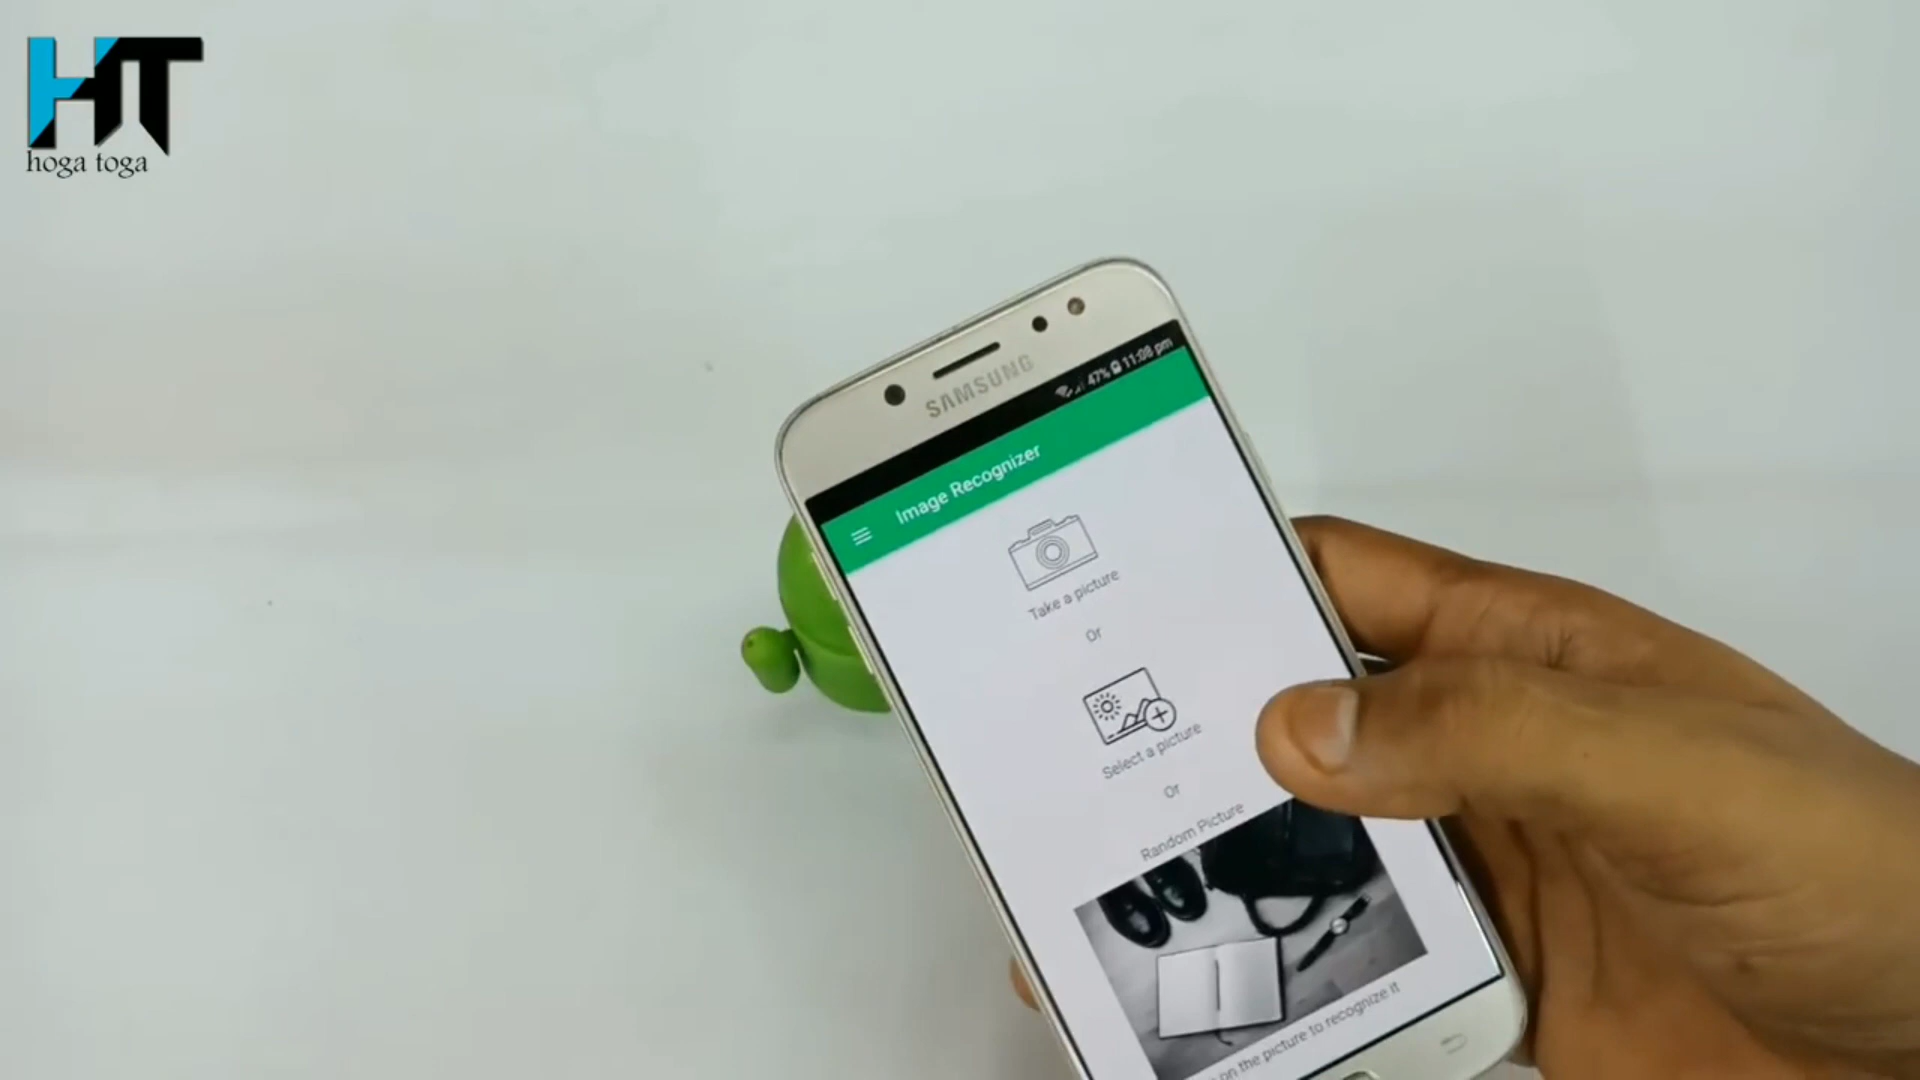 HT
hoga toga
SAMSUNG
47% 11:08 pm
Image Recognizer
Take a picture
Or
Select a picture
Or
Random Picture
on the picture to recognize it